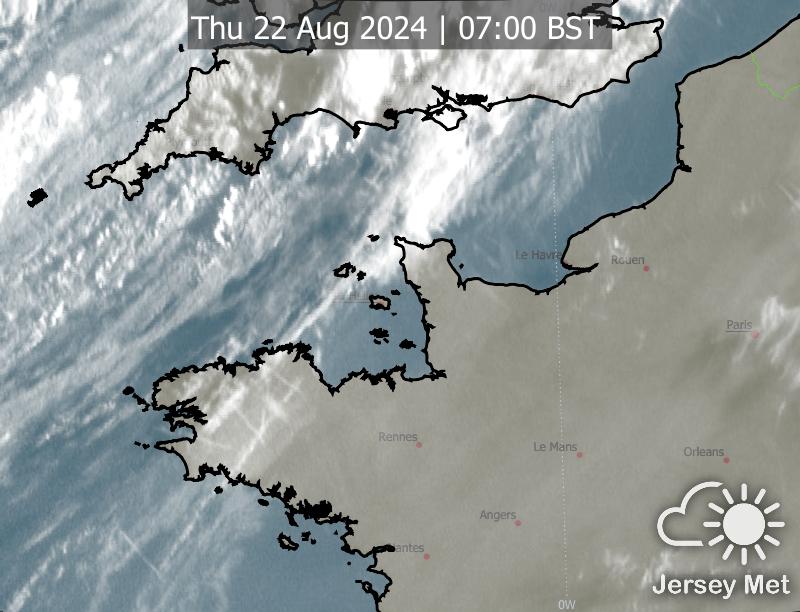 Thu 22 Aug 2024 | 07:00 BST
0W
Le Havre
Rouen
Paris
Rennes
Le Mans
Orleans
Angers
Nantes
Jersey Met
0W